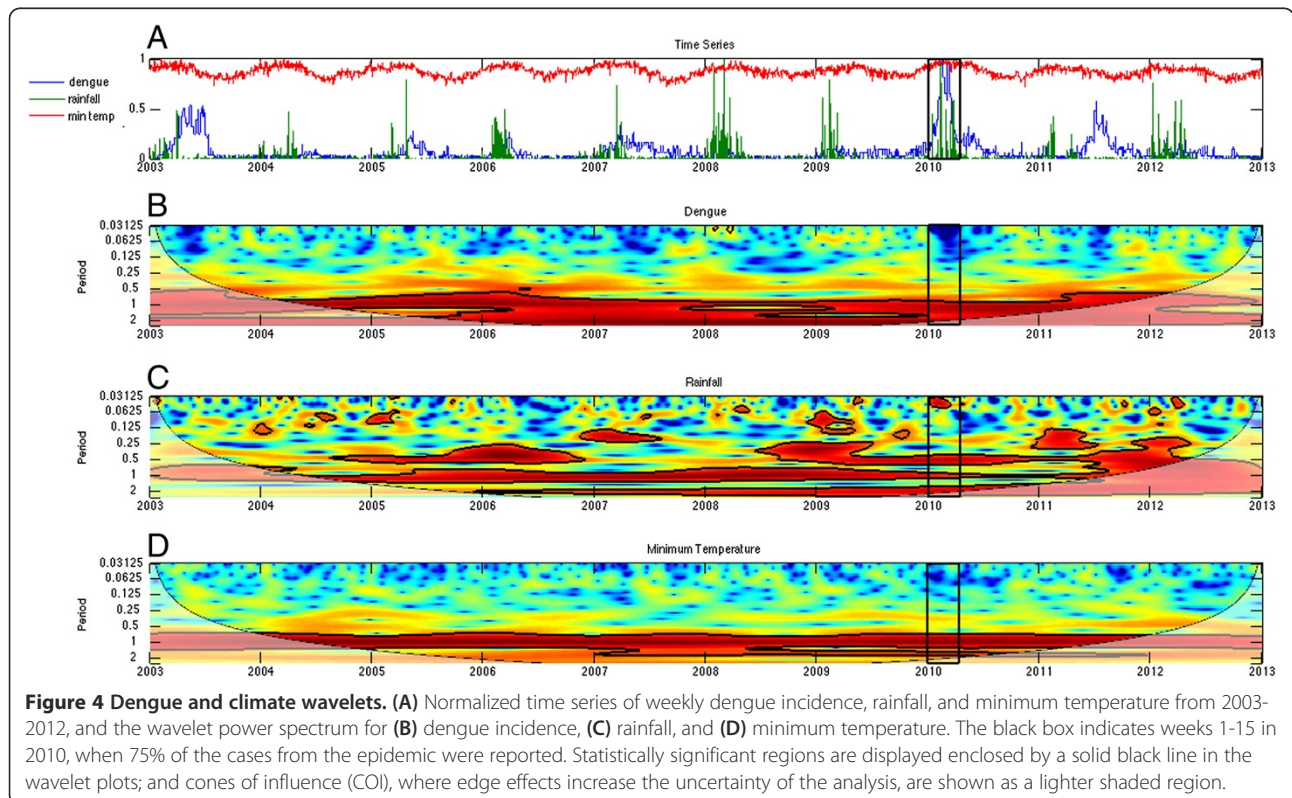 A
Time Series
dengue
rainfall
min temp
1
0.5
0
2003 2004 2005 2006 2007 2008 2009 2010 2011 2012 2013
B
Dengue
Period
0.03125
0.0625
0.125
0.25
0.5
1
2
2003 2004 2005 2006 2007 2008 2009 2010 2011 2012 2013
C
Rainfall
Period
0.03125
0.0625
0.125
0.25
0.5
1
2
2003 2004 2005 2006 2007 2008 2009 2010 2011 2012 2013
D
Minimum Temperature
Period
0.03125
0.0625
0.125
0.25
0.5
1
2
2003 2004 2005 2006 2007 2008 2009 2010 2011 2012 2013
Figure 4 Dengue and climate wavelets. (A) Normalized time series of weekly dengue incidence, rainfall, and minimum temperature from 2003-
2012, and the wavelet power spectrum for (B) dengue incidence, (C) rainfall, and (D) minimum temperature. The black box indicates weeks 1-15 in
2010, when 75% of the cases from the epidemic were reported. Statistically significant regions are displayed enclosed by a solid black line in the
wavelet plots; and cones of influence (COI), where edge effects increase the uncertainty of the analysis, are shown as a lighter shaded region.